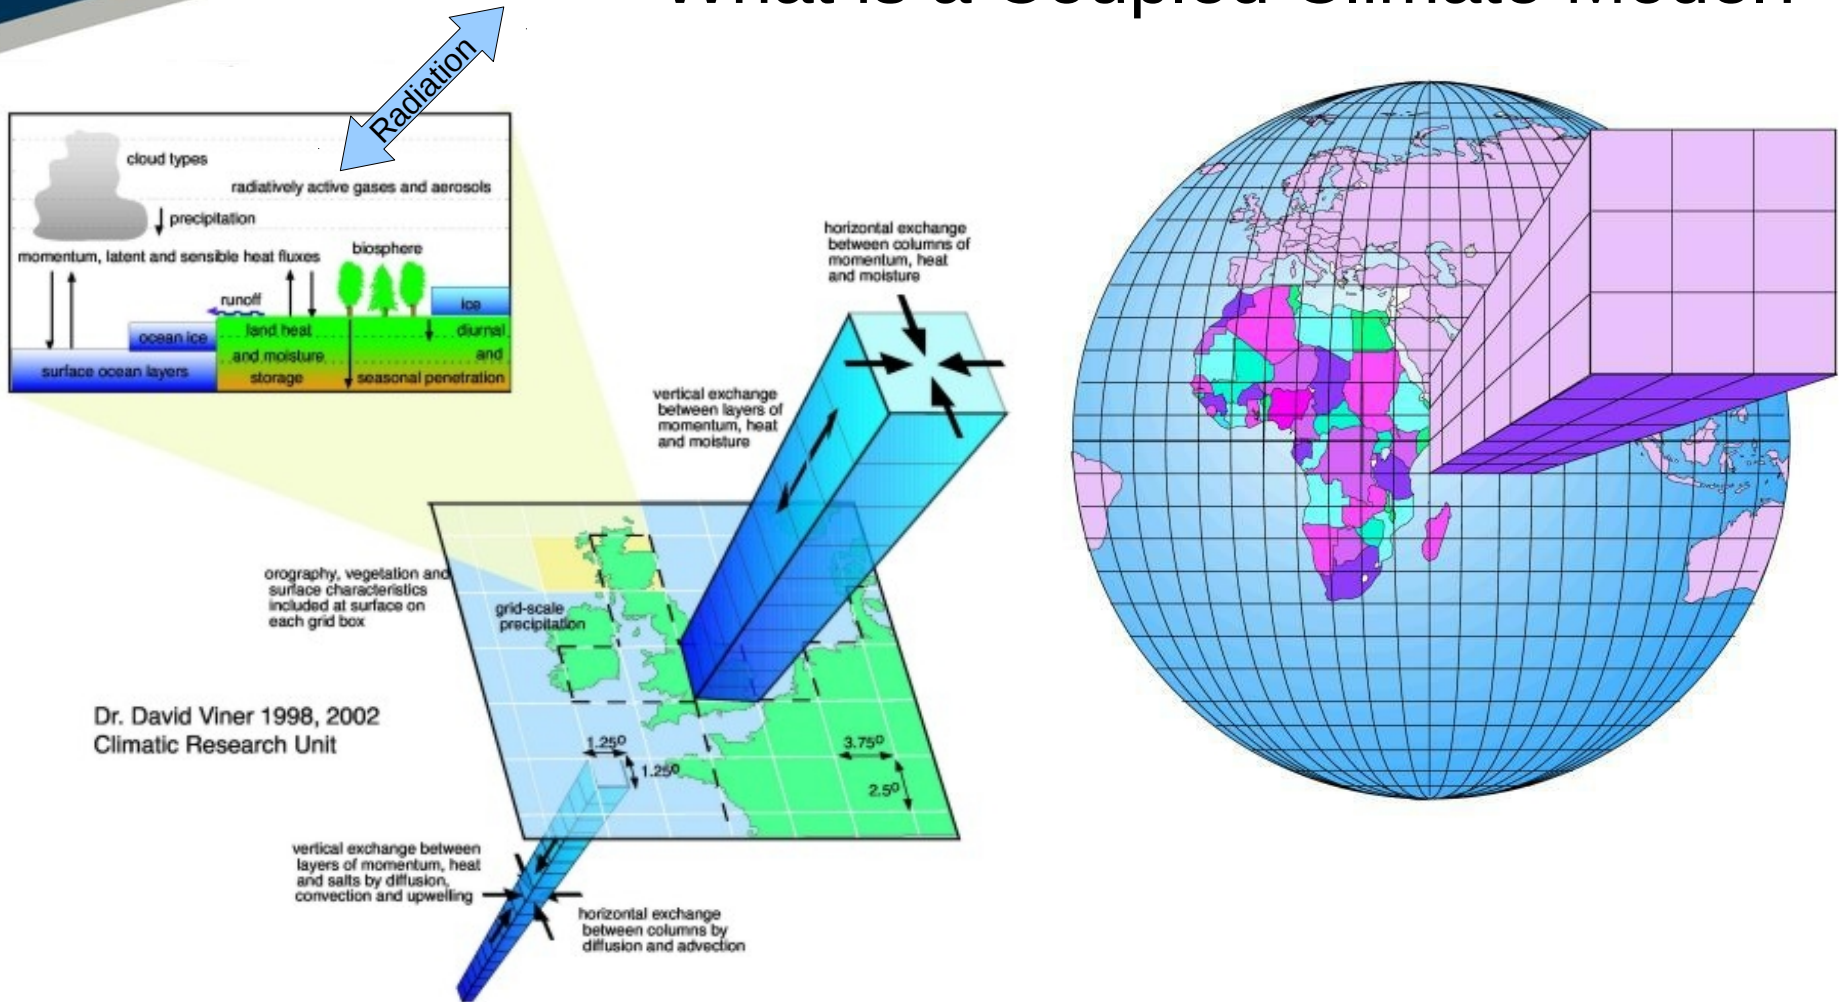 What is a Coupled Climate Model?
Radiation
cloud types
radiatively active gases and aerosols
precipitation
momentum, latent and sensible heat fluxes
biosphere
runoff
ice
ocean ice
land heat
diurnal
and moisture
and
surface ocean layers
storage
seasonal penetration
horizontal exchange
between columns of
momentum, heat
and moisture
vertical exchange
between layers of
momentum, heat
and moisture
orography, vegetation and
surface characteristics
included at surface on
each grid box
grid-scale
precipitation
Dr. David Viner 1998, 2002
Climatic Research Unit
1.25º
1.25º
3.75º
2.5º
vertical exchange between
layers of momentum, heat
and salts by diffusion,
convection and upwelling
horizontal exchange
between columns by
diffusion and advection